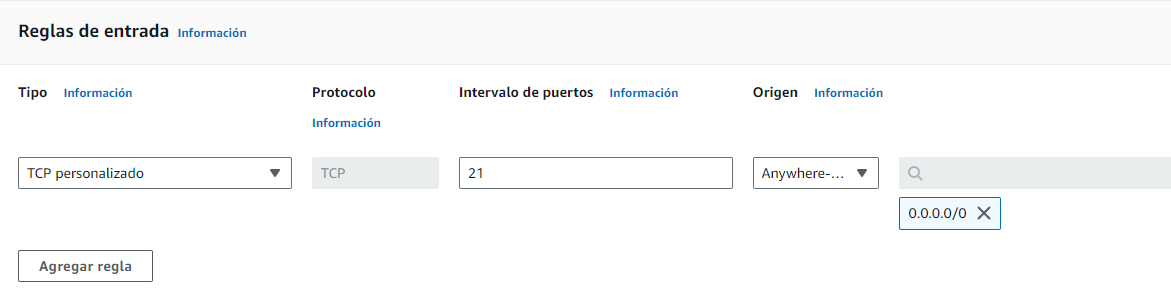 Reglas de entrada Información
Tipo Información Protocolo Intervalo de puertos Información Origen Información
Información
TCP personalizado TCP 21 Anywhere-...
0.0.0.0/0
Agregar regla